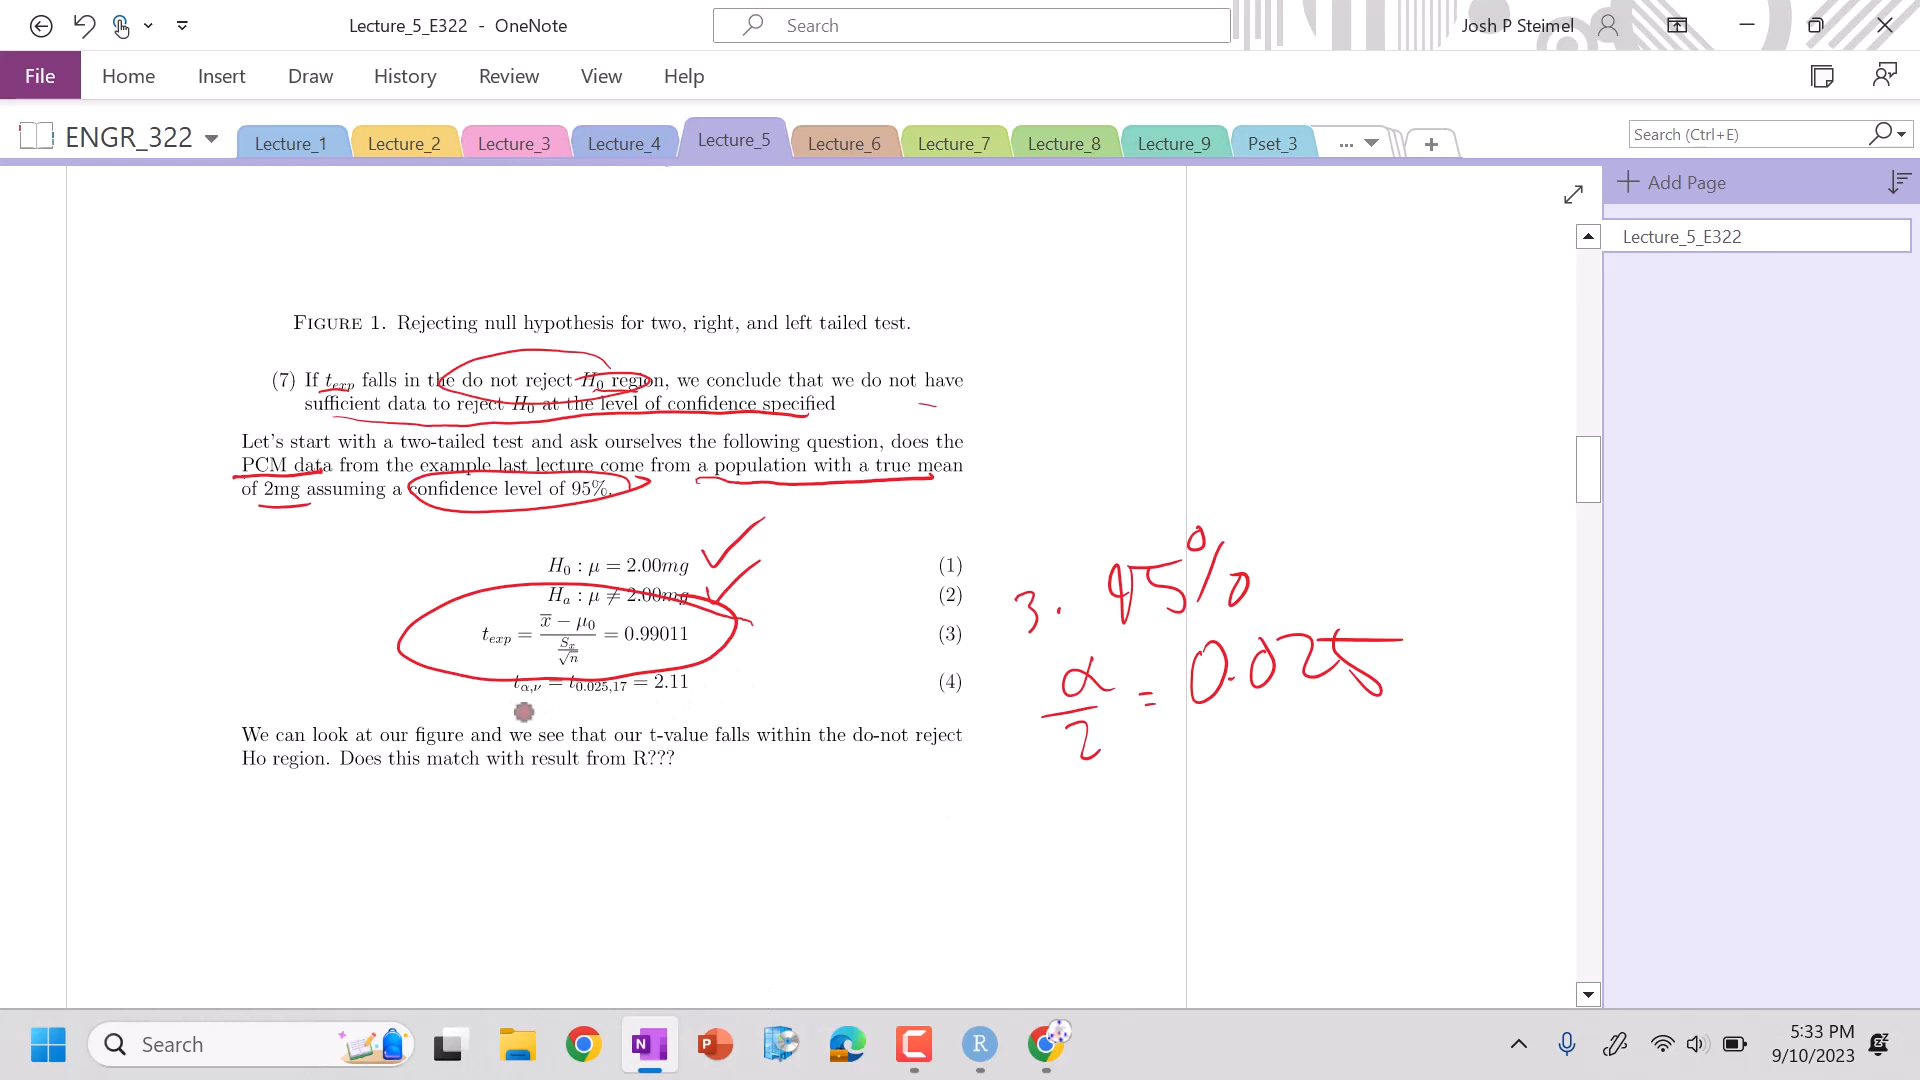 Lecture_5_E322 - OneNote
Search
Josh P Steimel
File Home Insert Draw History Review View Help
ENGR_322
Lecture_1 Lecture_2 Lecture_3 Lecture_4 Lecture_5 Lecture_6 Lecture_7 Lecture_8 Lecture_9 Pset_3 ...
Search (Ctrl+E)
Add Page
Lecture_5_E322
FIGURE 1. Rejecting null hypothesis for two, right, and left tailed test.
(7) If t_exp falls in the do not reject H_0 region, we conclude that we do not have
sufficient data to reject H_0 at the level of confidence specified
Let's start with a two-tailed test and ask ourselves the following question, does the
PCM data from the example last lecture come from a population with a true mean
of 2mg assuming a confidence level of 95%.
H_0 : μ = 2.00mg (1)
H_a : μ ≠ 2.00mg (2)
t_exp = (x̄ − μ_0) / (S_x / √n) = 0.99011 (3)
t_α,ν = t_0.025,17 = 2.11 (4)
We can look at our figure and we see that our t-value falls within the do-not reject
Ho region. Does this match with result from R???
3. 95%
α/2 = 0.025
Search
5:33 PM
9/10/2023